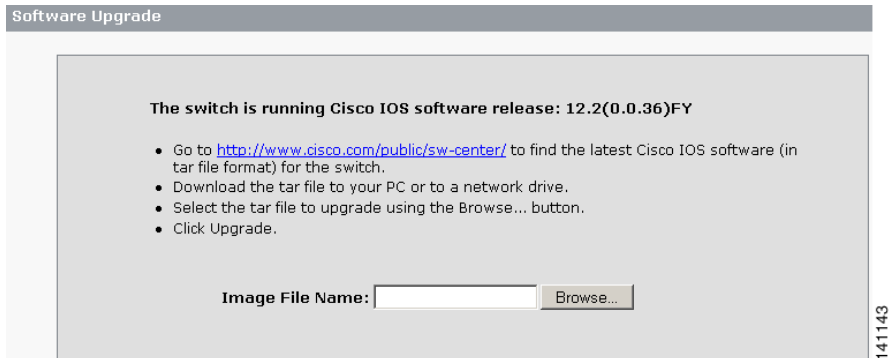 Software Upgrade
The switch is running Cisco IOS software release: 12.2(0.0.36)FY
• Go to http://www.cisco.com/public/sw-center/ to find the latest Cisco IOS software (in
tar file format) for the switch.
• Download the tar file to your PC or to a network drive.
• Select the tar file to upgrade using the Browse... button.
• Click Upgrade.
Image File Name: Browse...
141143